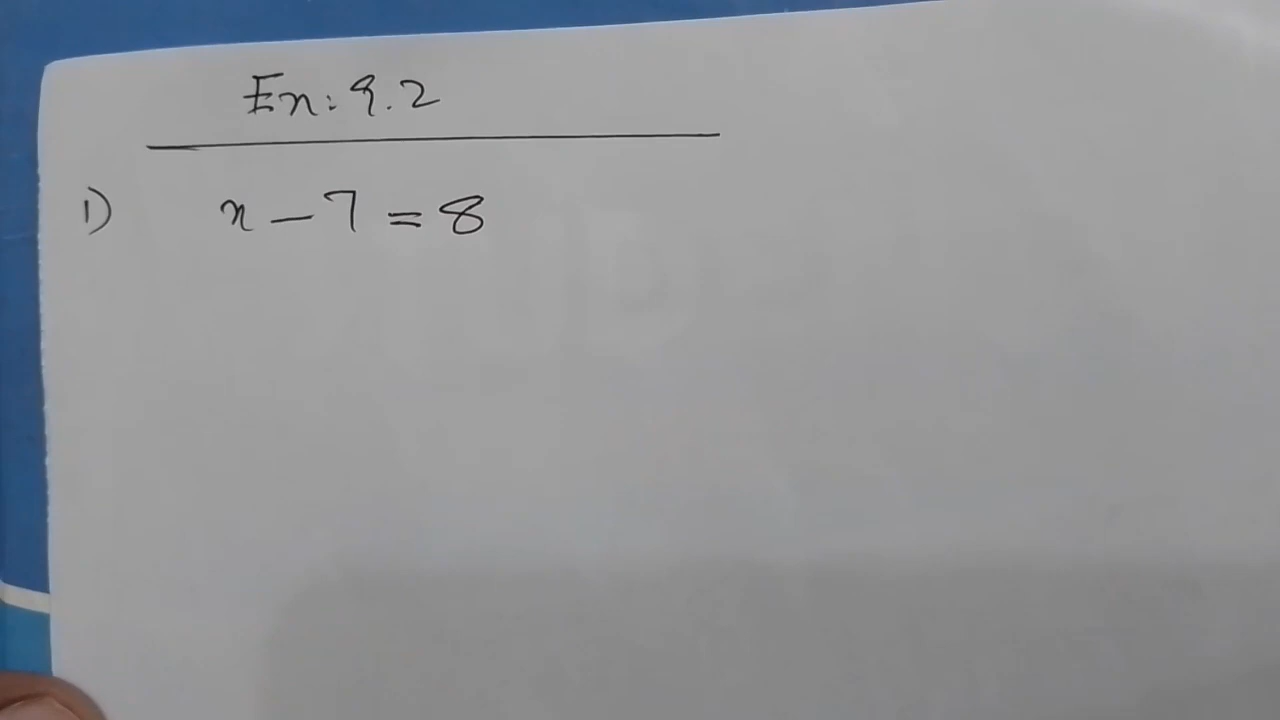 Ex: 9.2
1) x - 7 = 8